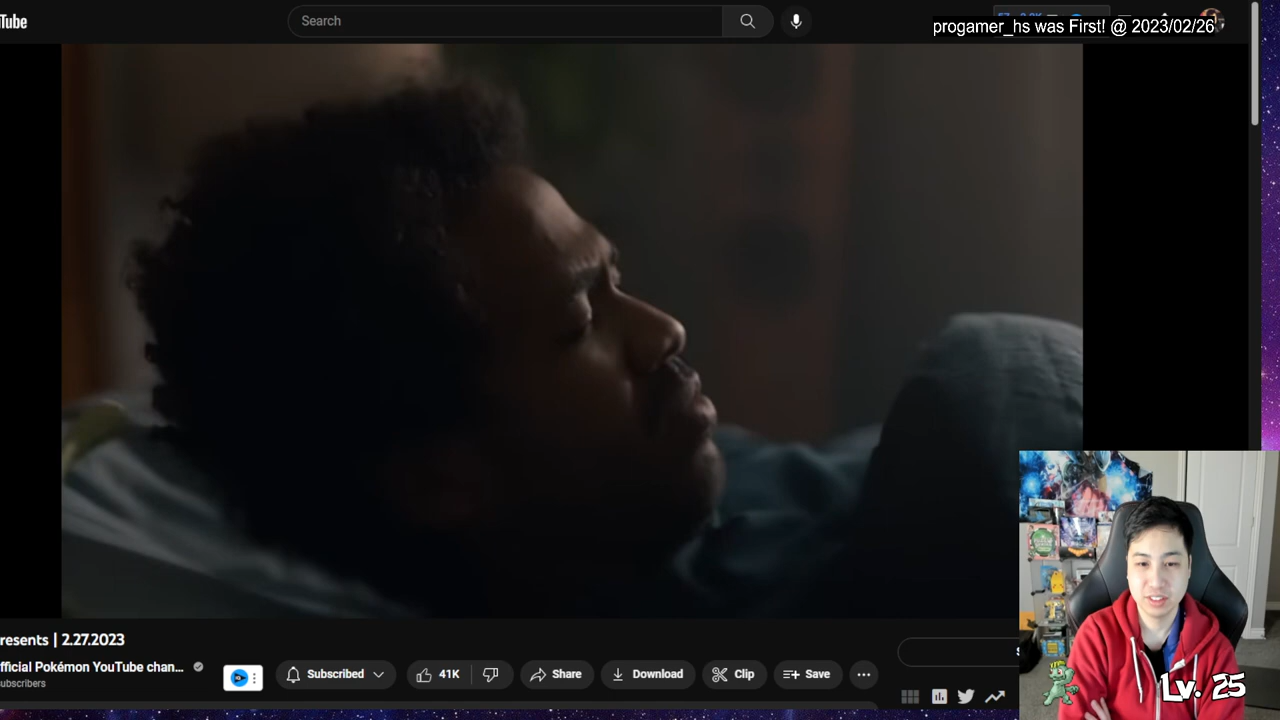 Tube
Search
progamer_hs was First! @ 2023/02/26
resents | 2.27.2023
fficial Pokémon YouTube chan...
ubscribers
Subscribed
41K
Share
Download
Clip
Save
Lv. 25